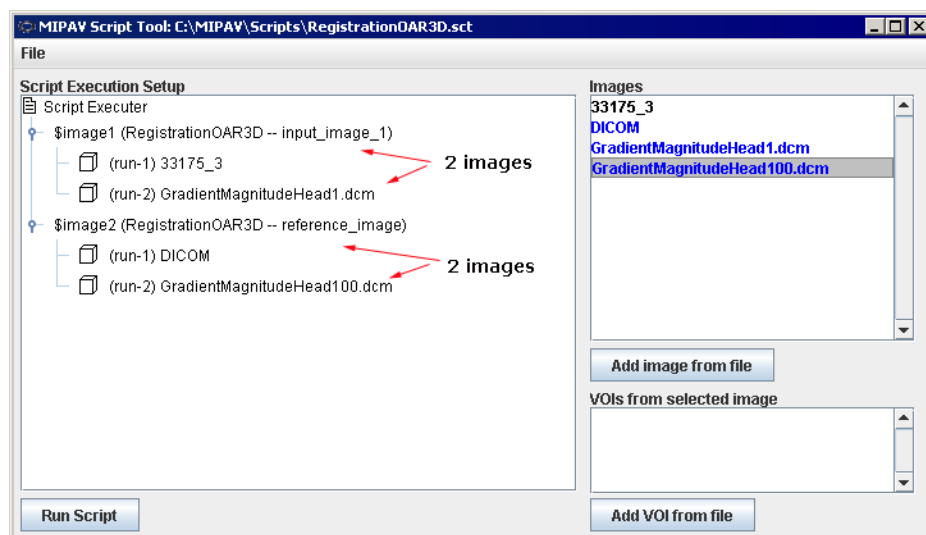 MIPAV Script Tool: C:\MIPAV\Scripts\RegistrationOAR3D.sct
File
Script Execution Setup
Script Executer
$image1 (RegistrationOAR3D -- input_image_1)
(run-1) 33175_3
2 images
(run-2) GradientMagnitudeHead1.dcm
$image2 (RegistrationOAR3D -- reference_image)
(run-1) DICOM
2 images
(run-2) GradientMagnitudeHead100.dcm
Run Script
Images
33175_3
DICOM
GradientMagnitudeHead1.dcm
GradientMagnitudeHead100.dcm
Add image from file
VOIs from selected image
Add VOI from file